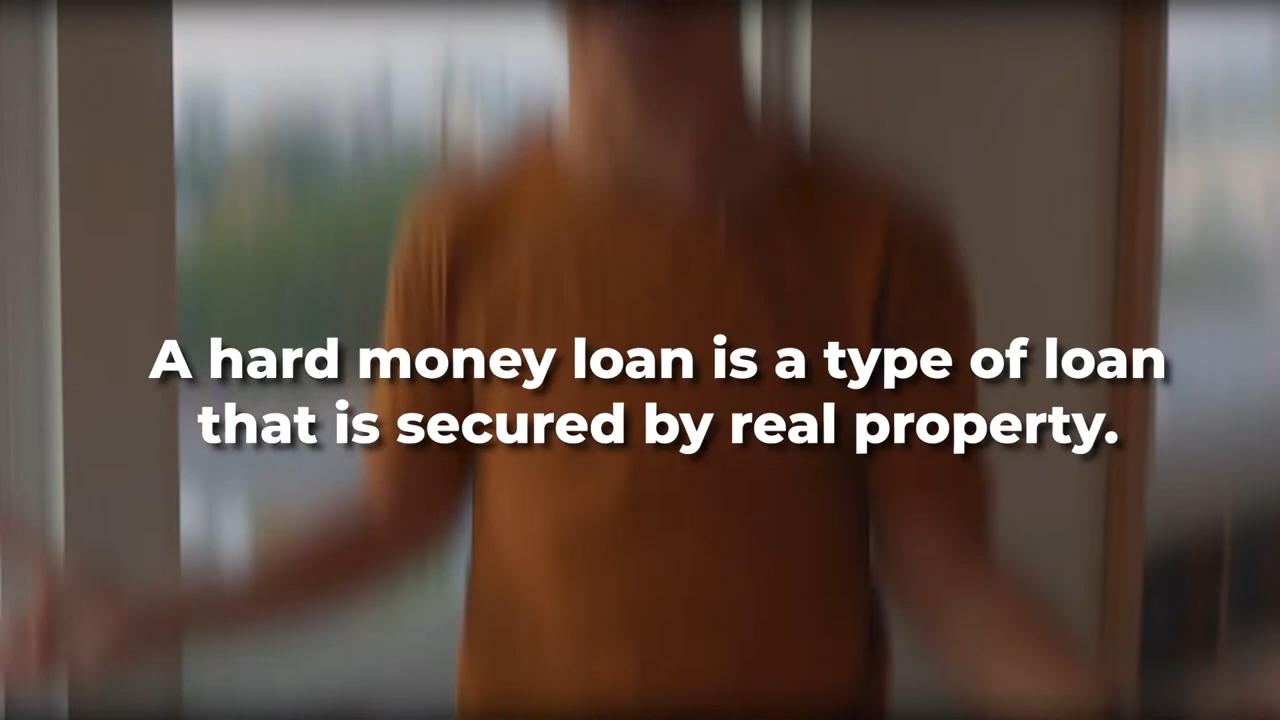 A hard money loan is a type of loan
that is secured by real property.